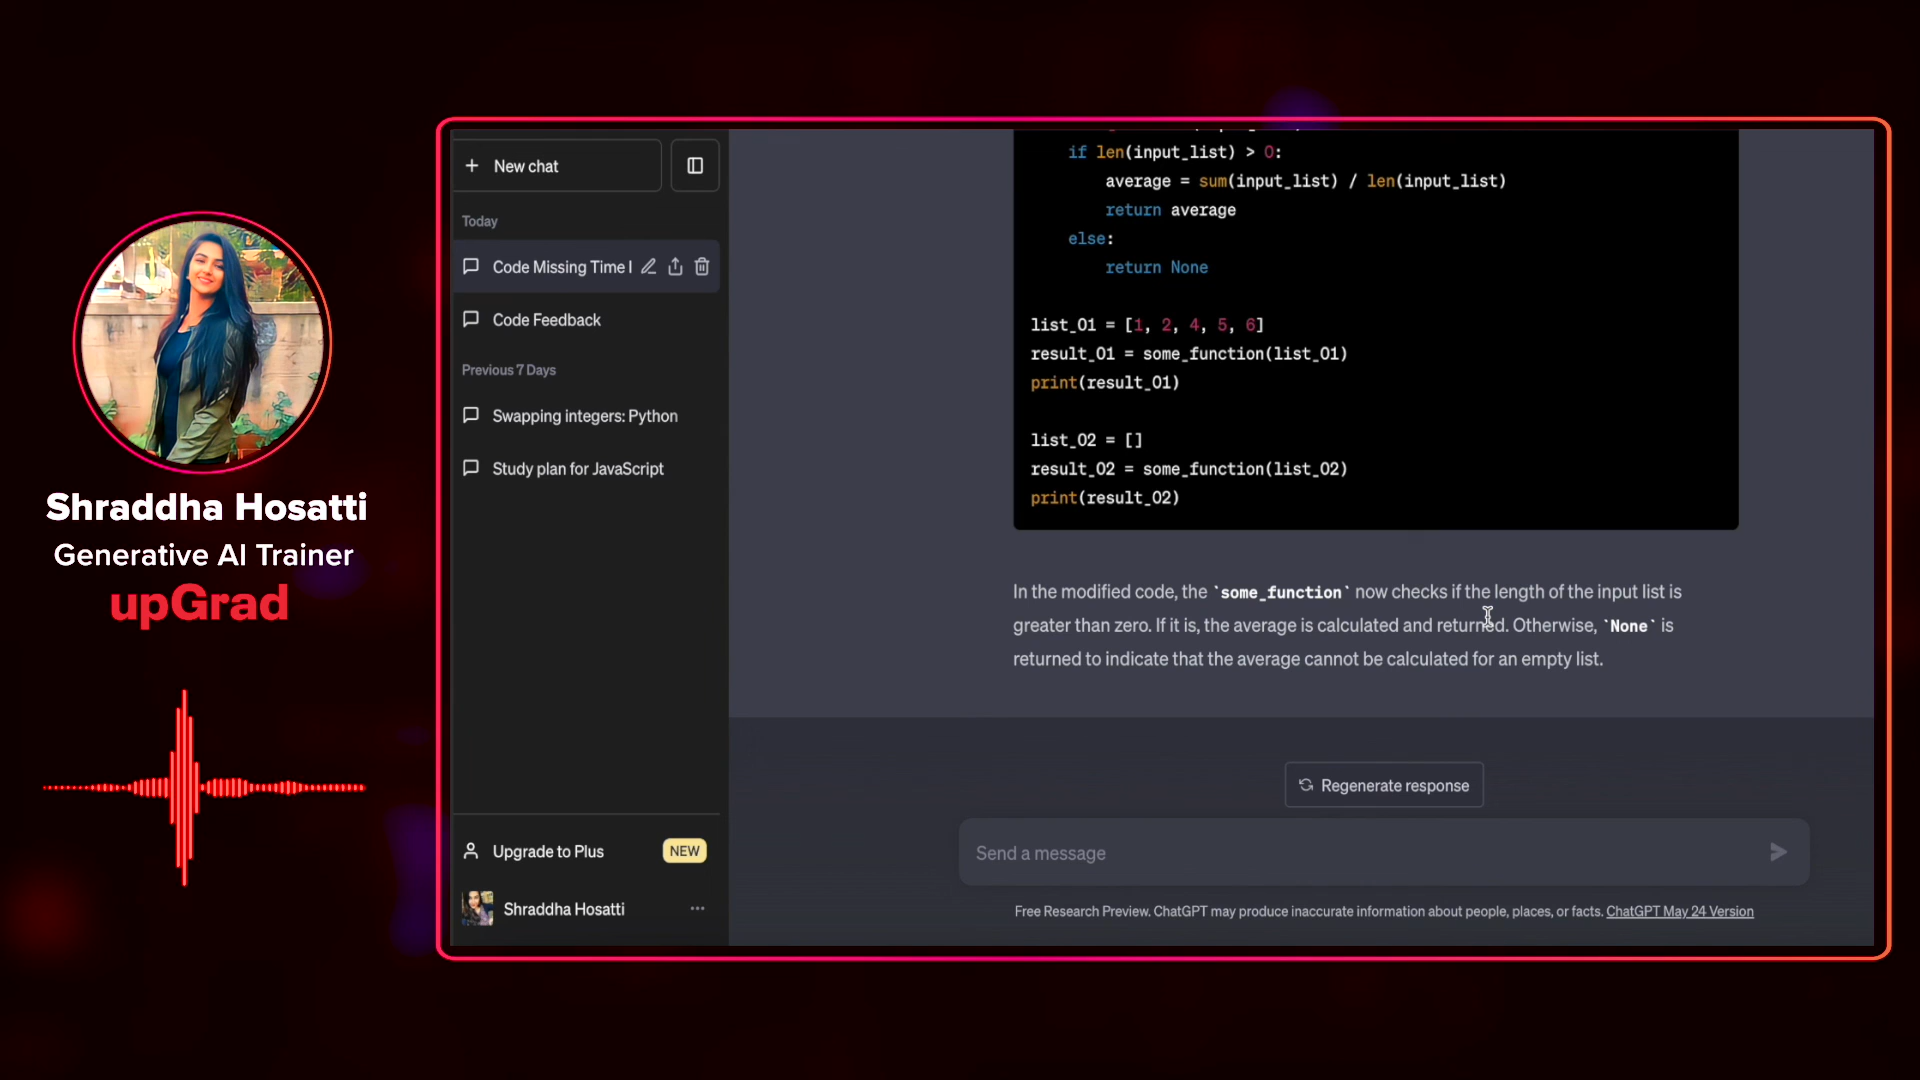 Shraddha Hosatti
Generative AI Trainer
upGrad
+ New chat
Today
Code Missing Time I
Code Feedback
Previous 7 Days
Swapping integers: Python
Study plan for JavaScript
Upgrade to Plus NEW
Shraddha Hosatti ...
if len(input_list) > 0:
average = sum(input_list) / len(input_list)
return average
else:
return None
list_01 = [1, 2, 4, 5, 6]
result_01 = some_function(list_01)
print(result_01)
list_02 = []
result_02 = some_function(list_02)
print(result_02)
In the modified code, the `some_function` now checks if the length of the input list is
greater than zero. If it is, the average is calculated and returned. Otherwise, `None` is
returned to indicate that the average cannot be calculated for an empty list.
Regenerate response
Send a message
Free Research Preview. ChatGPT may produce inaccurate information about people, places, or facts. ChatGPT May 24 Version